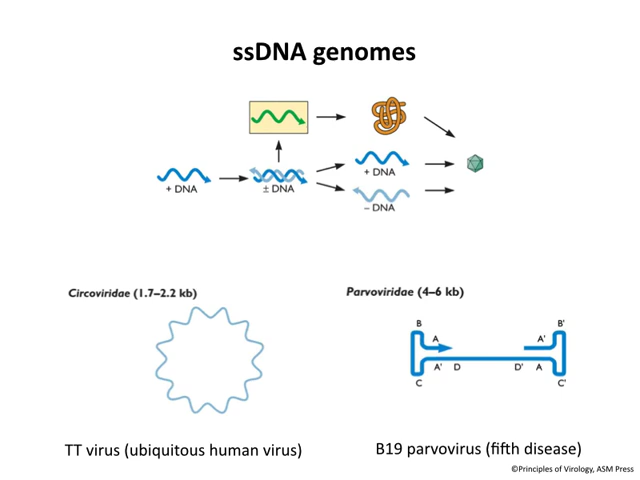 ssDNA genomes
+ DNA
± DNA
+ DNA
– DNA
Circoviridae (1.7–2.2 kb)
Parvoviridae (4–6 kb)
B
B'
A
A'
A'
D
D'
A
C
C'
TT virus (ubiquitous human virus)
B19 parvovirus (fifth disease)
©Principles of Virology, ASM Press